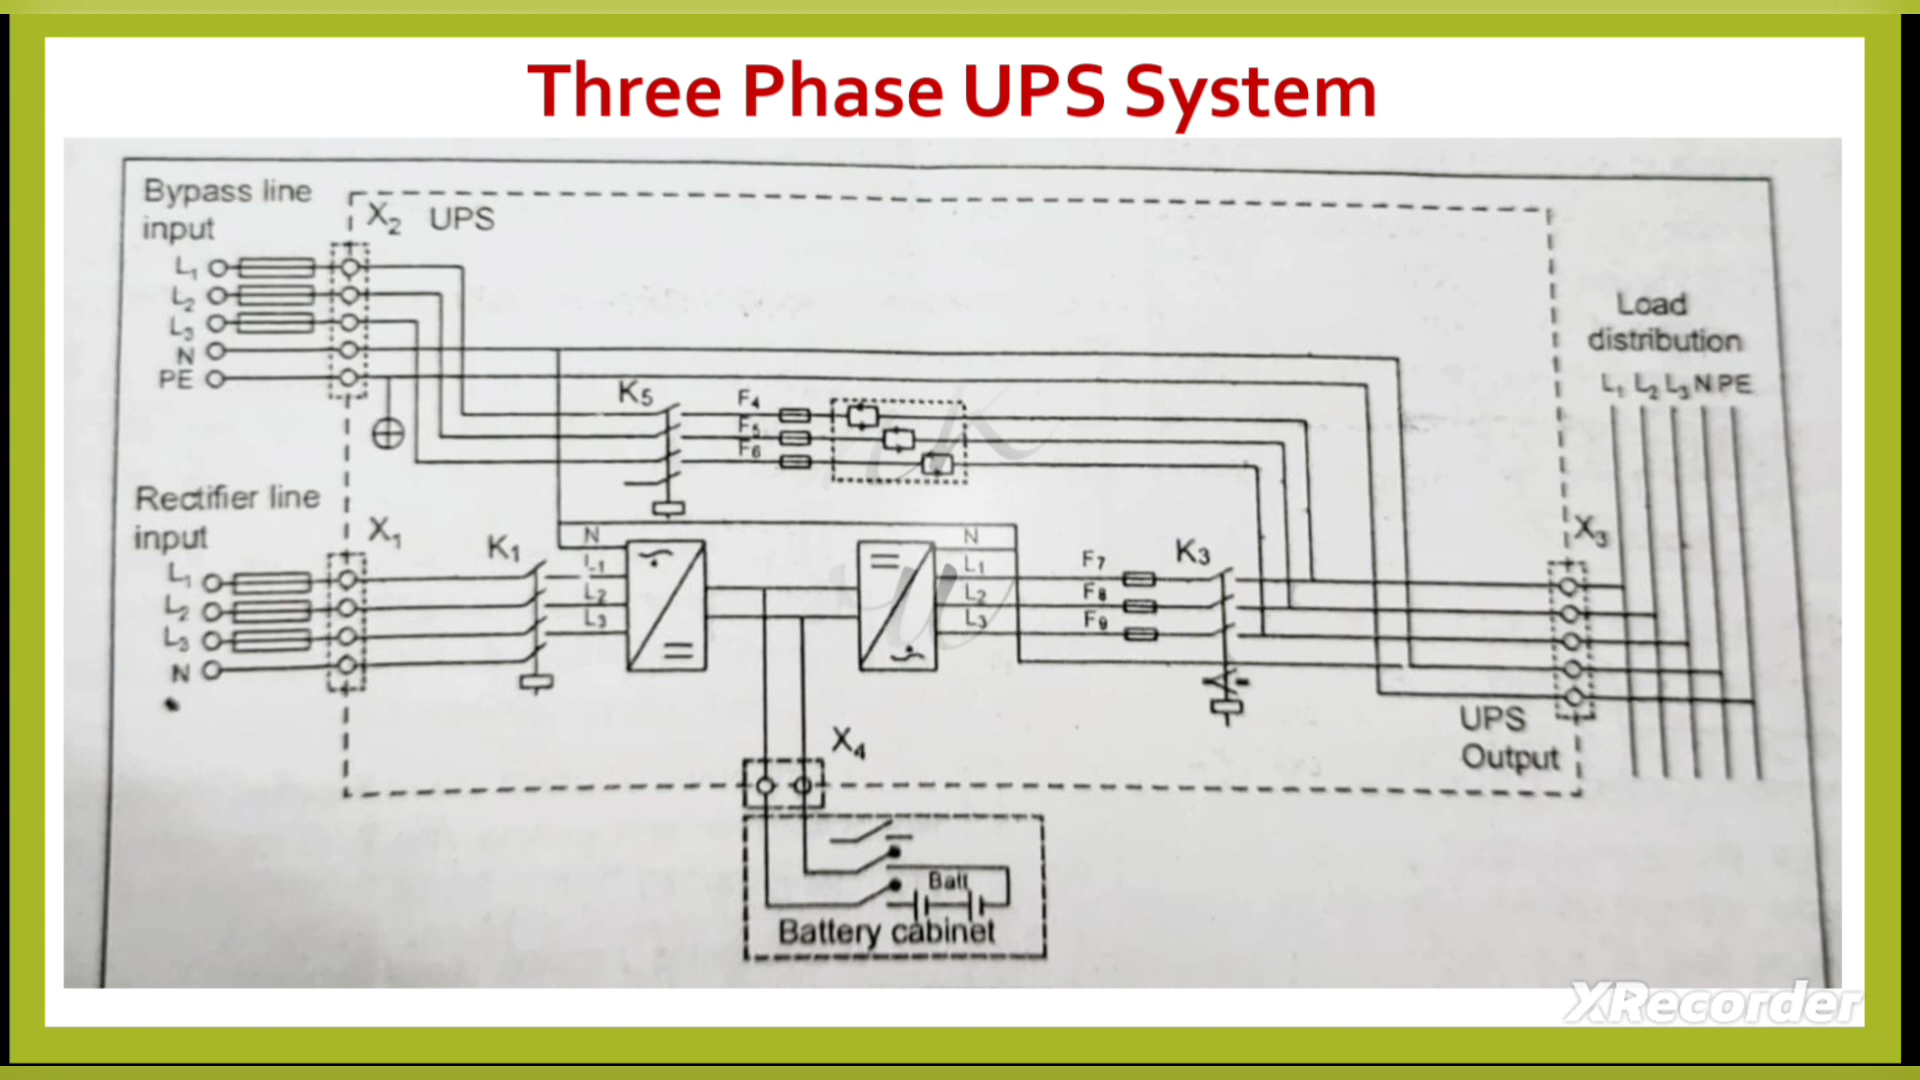 Three Phase UPS System
Bypass line
input
X2 UPS
L1
L2
L3
N
PE
Load
distribution
L1 L2 L3 N PE
K5
F4
F5
F6
Rectifier line
input
X1
K1
L1
L2
L3
N
N
L1
L2
L3
N
L1
L2
L3
F7
F8
F9
K3
X3
UPS
Output
X4
Batt
Battery cabinet
XRecorder